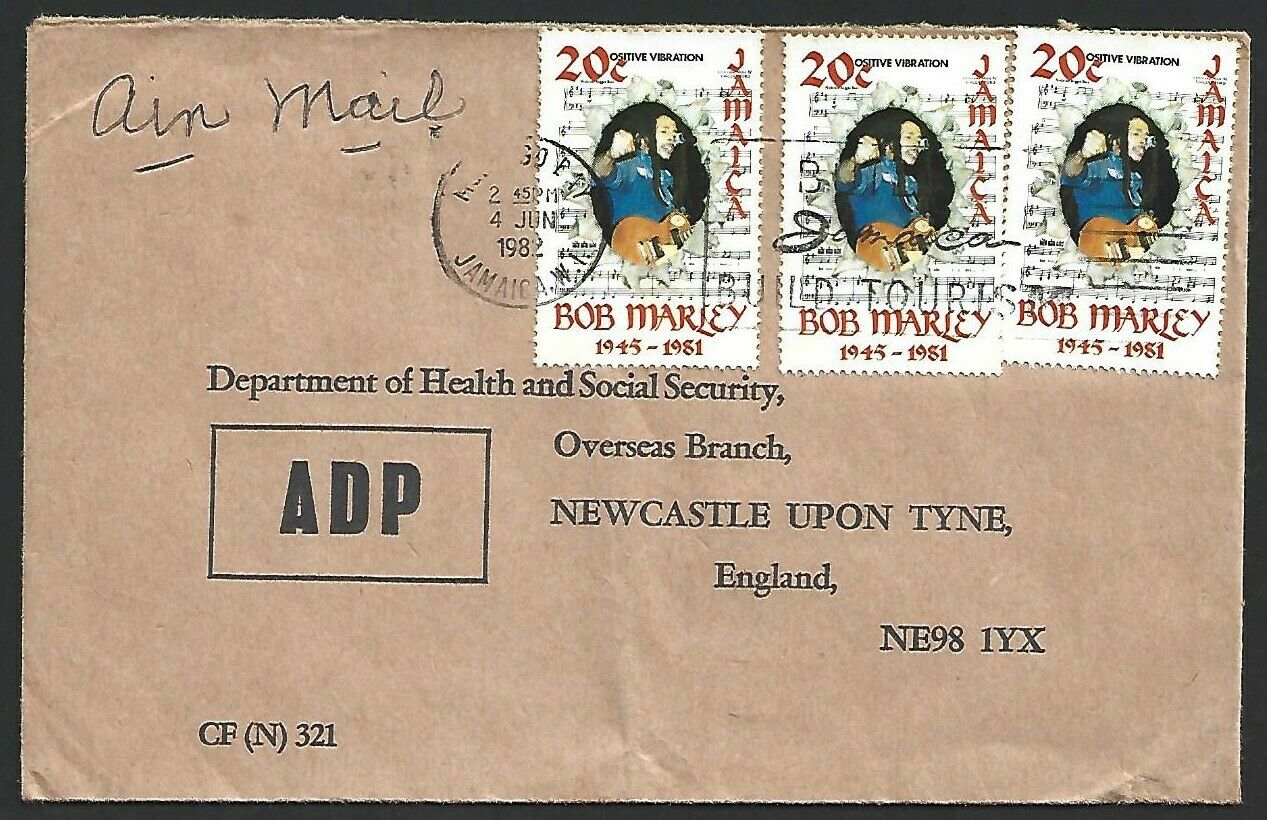 Air Mail
20c OSITIVE VIBRATION
JAMAICA
BOB MARLEY
1945 - 1981
20c OSITIVE VIBRATION
JAMAICA
BOB MARLEY
1945 - 1981
20c OSITIVE VIBRATION
JAMAICA
BOB MARLEY
1945 - 1981
2 45PM
4 JUN
1982
JAMAICA W.I.
Jamaica
BUILD TOURIS
Department of Health and Social Security,
Overseas Branch,
ADP
NEWCASTLE UPON TYNE,
England,
NE98 1YX
CF (N) 321